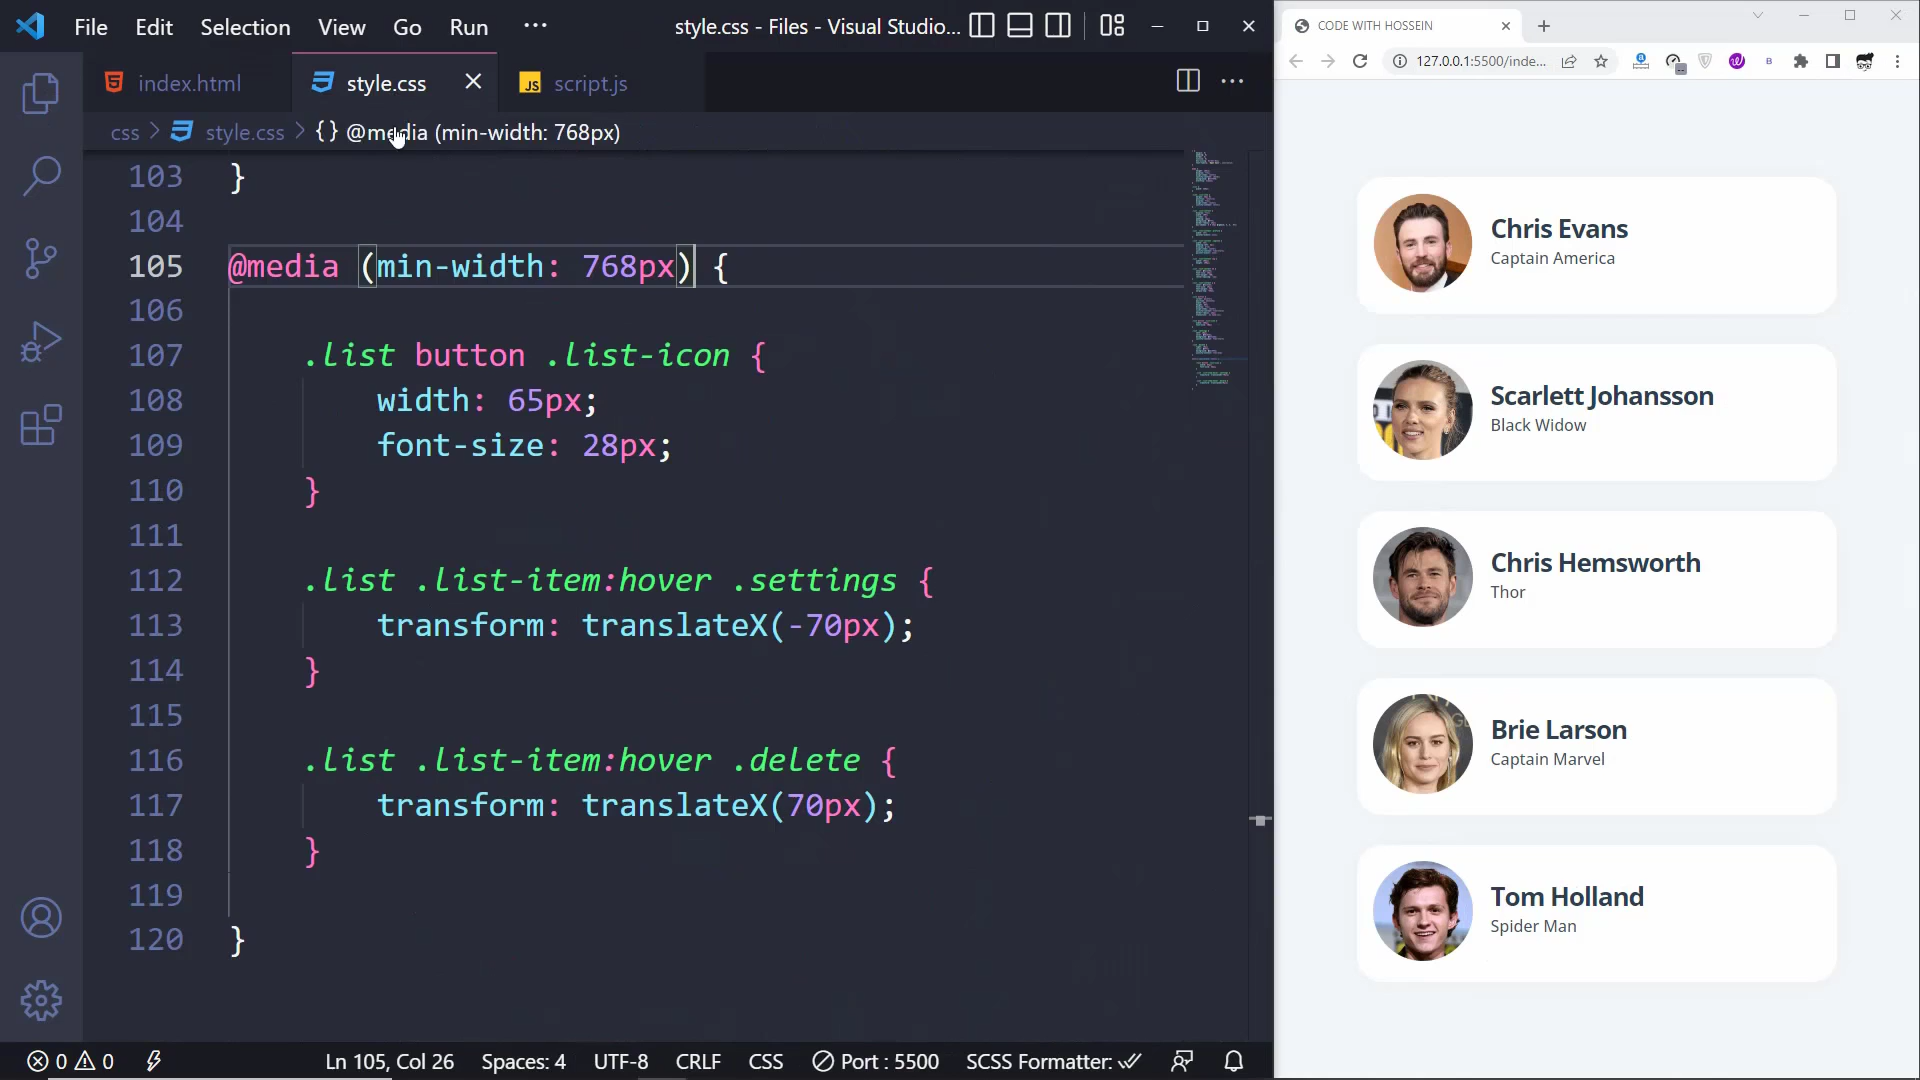 File Edit Selection View Go Run ···
style.css - Files - Visual Studio...
index.html style.css script.js
css > style.css > {} @media (min-width: 768px)
103 }
104
105 @media (min-width: 768px) {
106
107 .list button .list-icon {
108 width: 65px;
109 font-size: 28px;
110 }
111
112 .list .list-item:hover .settings {
113 transform: translateX(-70px);
114 }
115
116 .list .list-item:hover .delete {
117 transform: translateX(70px);
118 }
119
120 }
0 0 Ln 105, Col 26 Spaces: 4 UTF-8 CRLF CSS Port : 5500 SCSS Formatter:
CODE WITH HOSSEIN
127.0.0.1:5500/inde...
Chris Evans
Captain America
Scarlett Johansson
Black Widow
Chris Hemsworth
Thor
Brie Larson
Captain Marvel
Tom Holland
Spider Man